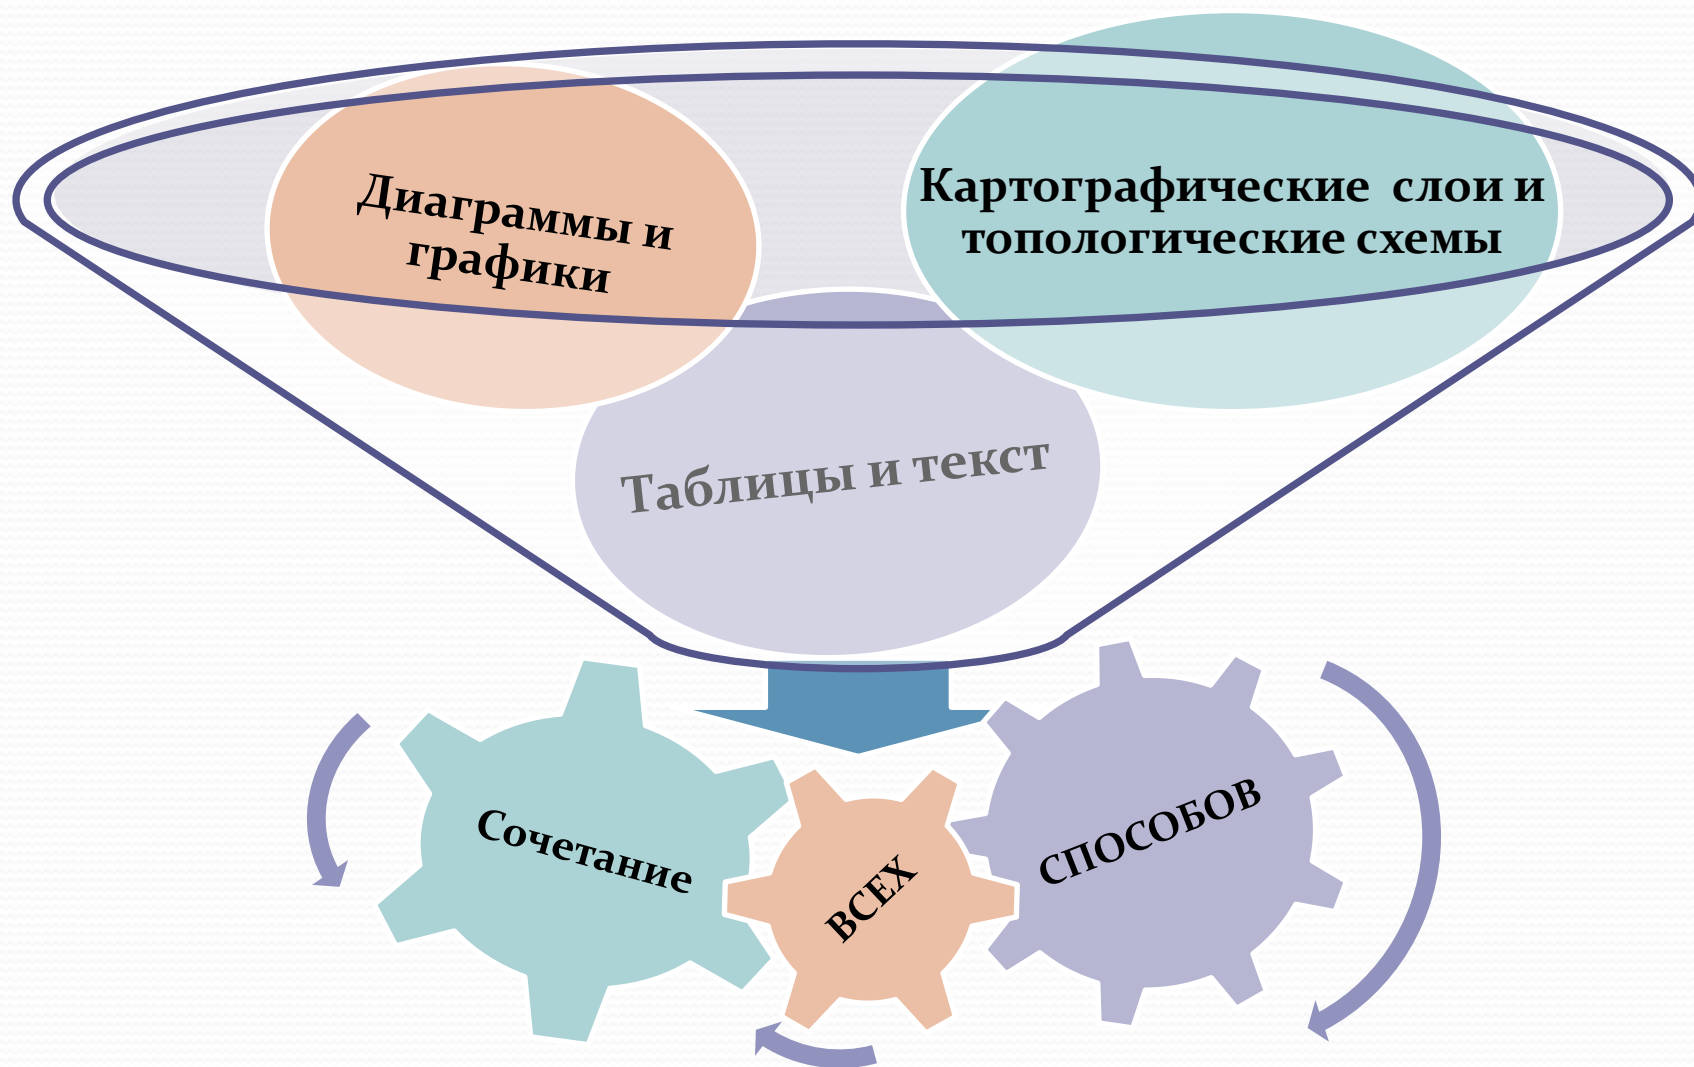 Диаграммы и
графики
Картографические слои и
топологические схемы
Таблицы и текст
Сочетание
ВСЕХ
СПОСОБОВ